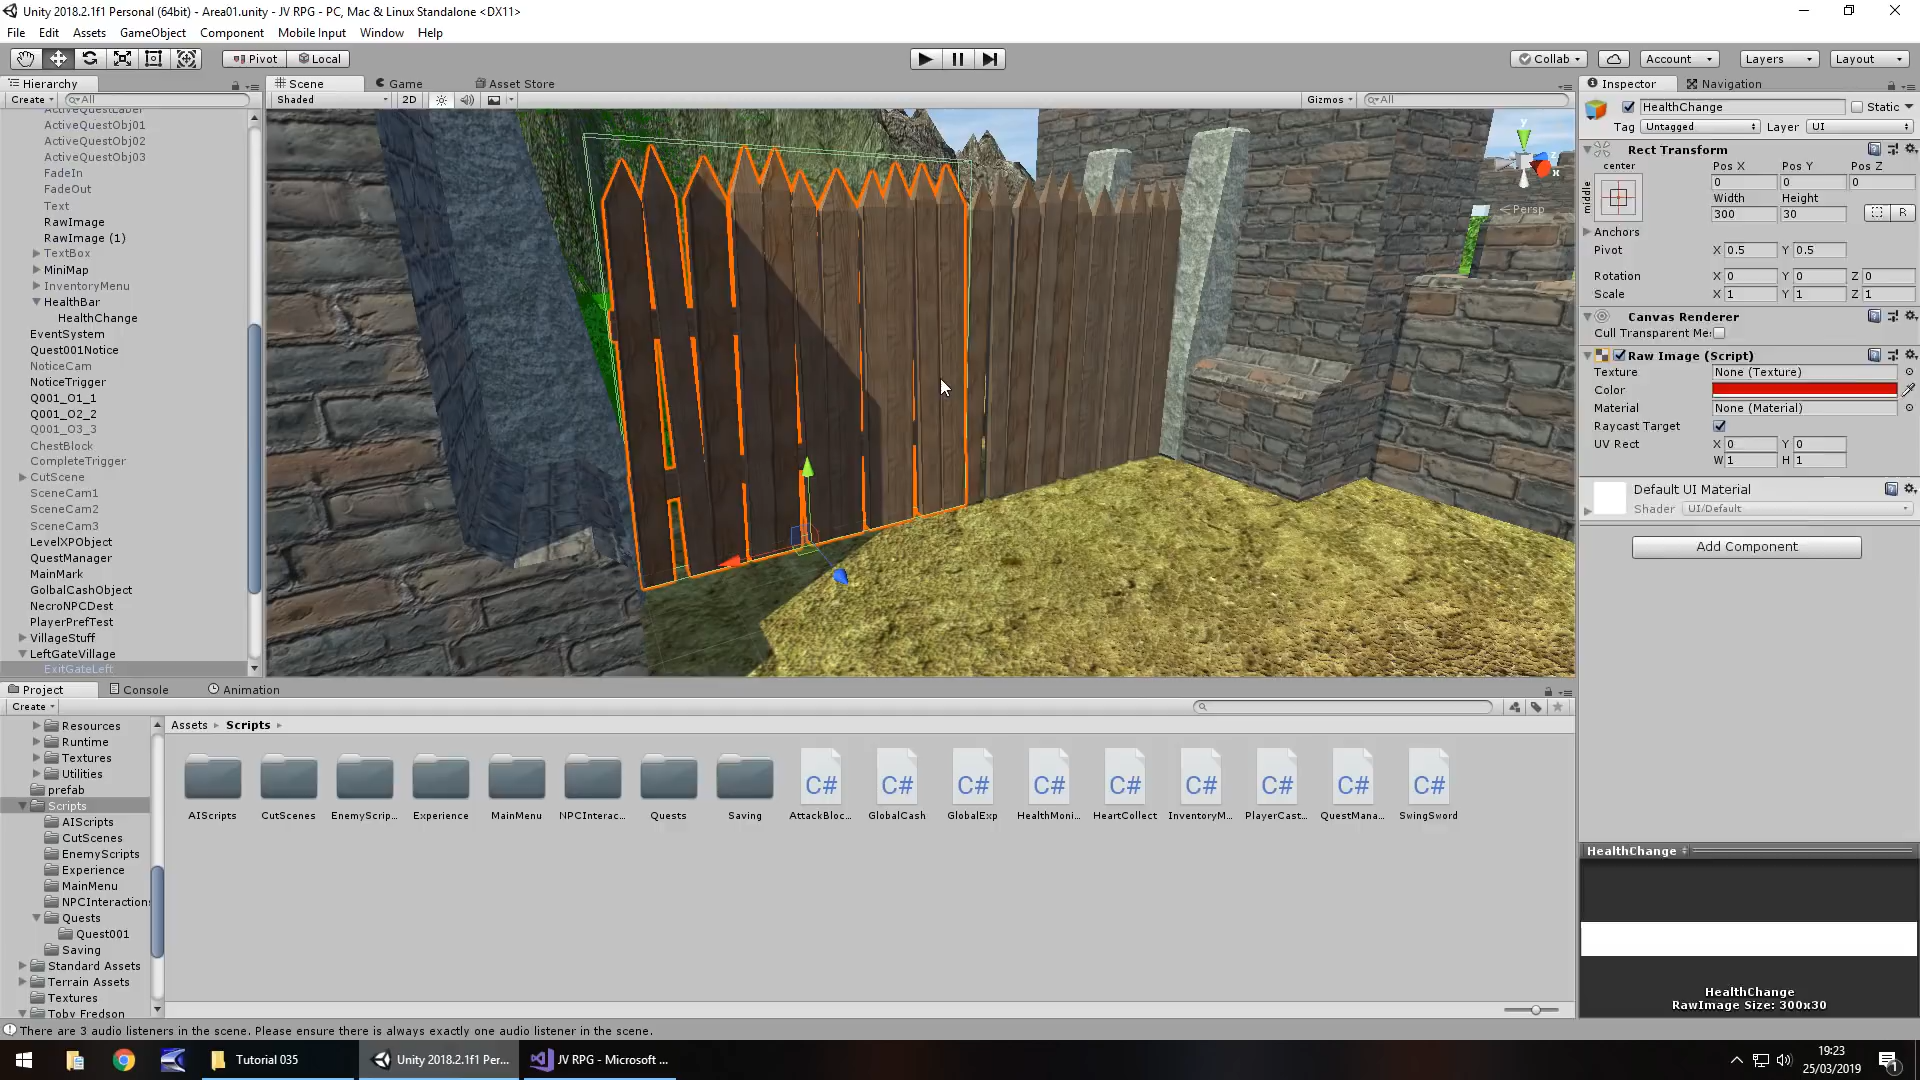 Unity 2018.2.1f1 Personal (64bit) - Area01.unity - JV RPG - PC, Mac & Linux Standalone <DX11>
File Edit Assets GameObject Component Mobile Input Window Help
Pivot Local Collab Account Layers Layout
Hierarchy Scene Game Asset Store Inspector Navigation
Create All Shaded 2D Gizmos All
HealthChange Static
Tag Untagged Layer UI
ActiveQuestLabel
ActiveQuestObj01
ActiveQuestObj02
ActiveQuestObj03
FadeIn
FadeOut
Text
RawImage
RawImage (1)
TextBox
MiniMap
InventoryMenu
HealthBar
HealthChange
EventSystem
Quest001Notice
NoticeCam
NoticeTrigger
Q001_O1_1
Q001_O2_2
Q001_O3_3
ChestBlock
CompleteTrigger
CutScene
SceneCam1
SceneCam2
SceneCam3
LevelXPObject
QuestManager
MainMark
GolbalCashObject
NecroNPCDest
PlayerPrefTest
VillageStuff
LeftGateVillage
ExitGateLeft
y
x
Persp
Rect Transform
center Pos X Pos Y Pos Z
middle
0 0 0
Width Height
300 30 R
Anchors
Pivot X 0.5 Y 0.5
Rotation X 0 Y 0 Z 0
Scale X 1 Y 1 Z 1
Canvas Renderer
Cull Transparent Me:
Raw Image (Script)
Texture None (Texture)
Color
Material None (Material)
Raycast Target
UV Rect X 0 Y 0
W 1 H 1
Default UI Material
Shader UI/Default
Add Component
Project Console Animation
Create
Resources
Runtime
Textures
Utilities
prefab
Scripts
AIScripts
CutScenes
EnemyScripts
Experience
MainMenu
NPCInteractions
Quests
Quest001
Saving
Standard Assets
Terrain Assets
Textures
Toby Fredson
Assets Scripts
C# C# C# C# C# C# C# C# C#
AIScripts CutScenes EnemyScrip... Experience MainMenu NPCInterac... Quests Saving AttackBloc... GlobalCash GlobalExp HealthMoni... HeartCollect InventoryM... PlayerCast... QuestMana... SwingSword
HealthChange
HealthChange
RawImage Size: 300x30
There are 3 audio listeners in the scene. Please ensure there is always exactly one audio listener in the scene.
Tutorial 035 Unity 2018.2.1f1 Per... JV RPG - Microsoft ...
19:23
25/03/2019
1